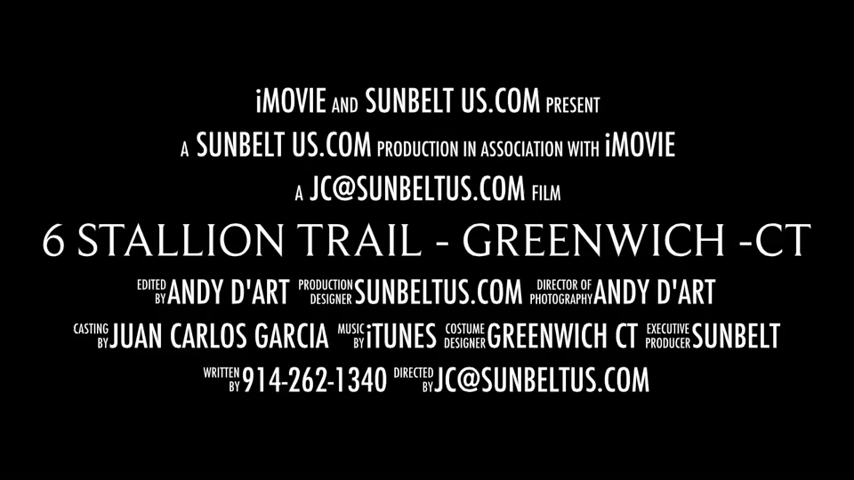 iMOVIE AND SUNBELT US.COM PRESENT
A SUNBELT US.COM PRODUCTION IN ASSOCIATION WITH iMOVIE
A JC@SUNBELTUS.COM FILM
6 STALLION TRAIL - GREENWICH -CT
EDITED BY ANDY D'ART PRODUCTION DESIGNER SUNBELTUS.COM DIRECTOR OF PHOTOGRAPHY ANDY D'ART
CASTING BY JUAN CARLOS GARCIA MUSIC BY iTUNES COSTUME DESIGNER GREENWICH CT EXECUTIVE PRODUCER SUNBELT
WRITTEN BY 914-262-1340 DIRECTED BY JC@SUNBELTUS.COM